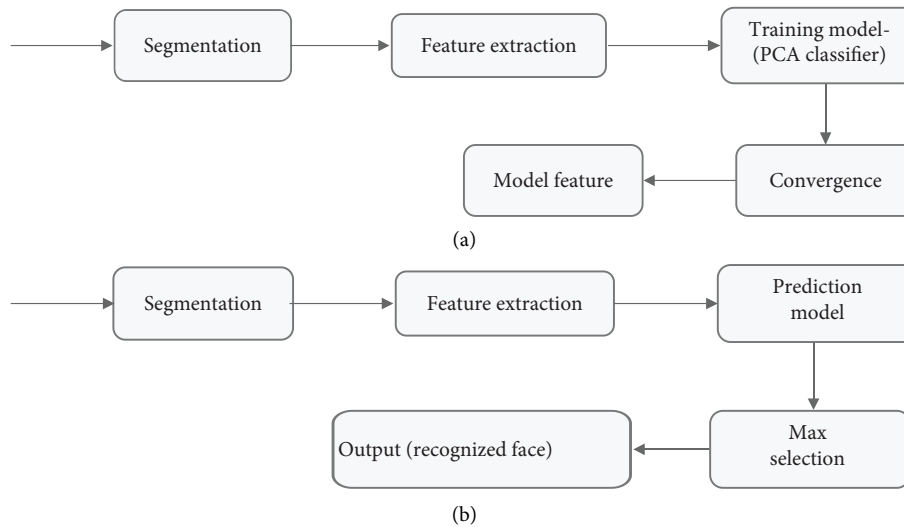 Segmentation
Feature extraction
Training model-
(PCA classifier)
Model feature
Convergence
(a)
Segmentation
Feature extraction
Prediction
model
Output (recognized face)
Max
selection
(b)